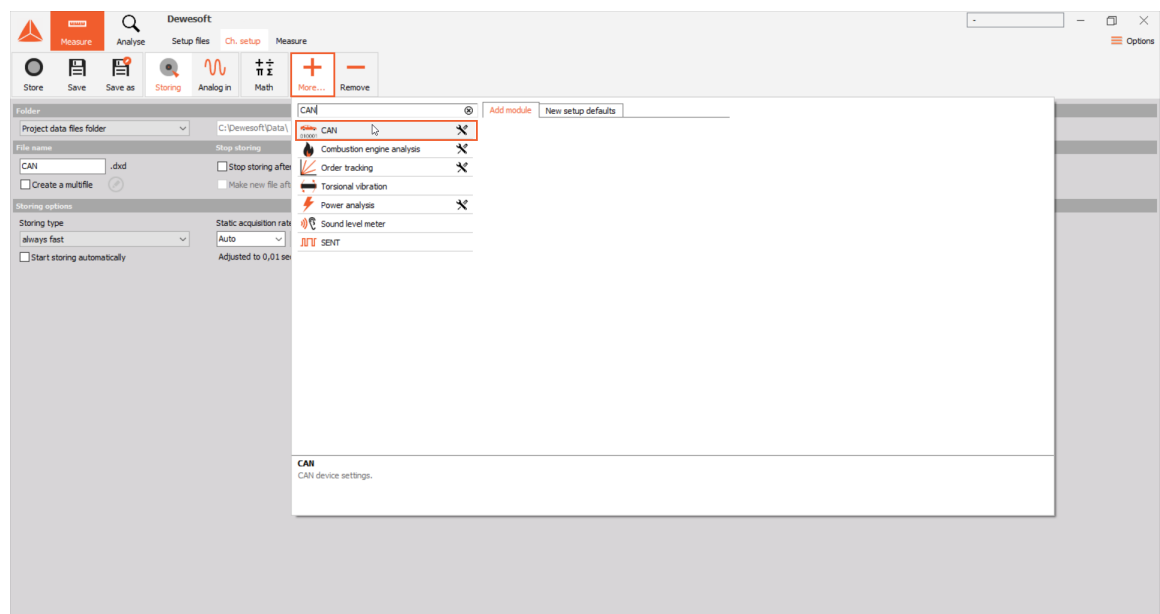 Dewesoft
-
Measure
Analyse
Setup files
Ch. setup
Measure
Options
Store
Save
Save as
Storing
Analog in
Math
More...
Remove
Folder
Project data files folder
C:\Dewesoft\Data\
File name
Stop storing
CAN
.dxd
Stop storing after
Create a multifile
Make new file aft
Storing options
Storing type
Static acquisition rate
always fast
Auto
Start storing automatically
Adjusted to 0,01 se
CAN
Add module
New setup defaults
CAN
Combustion engine analysis
Order tracking
Torsional vibration
Power analysis
Sound level meter
SENT
CAN
CAN device settings.